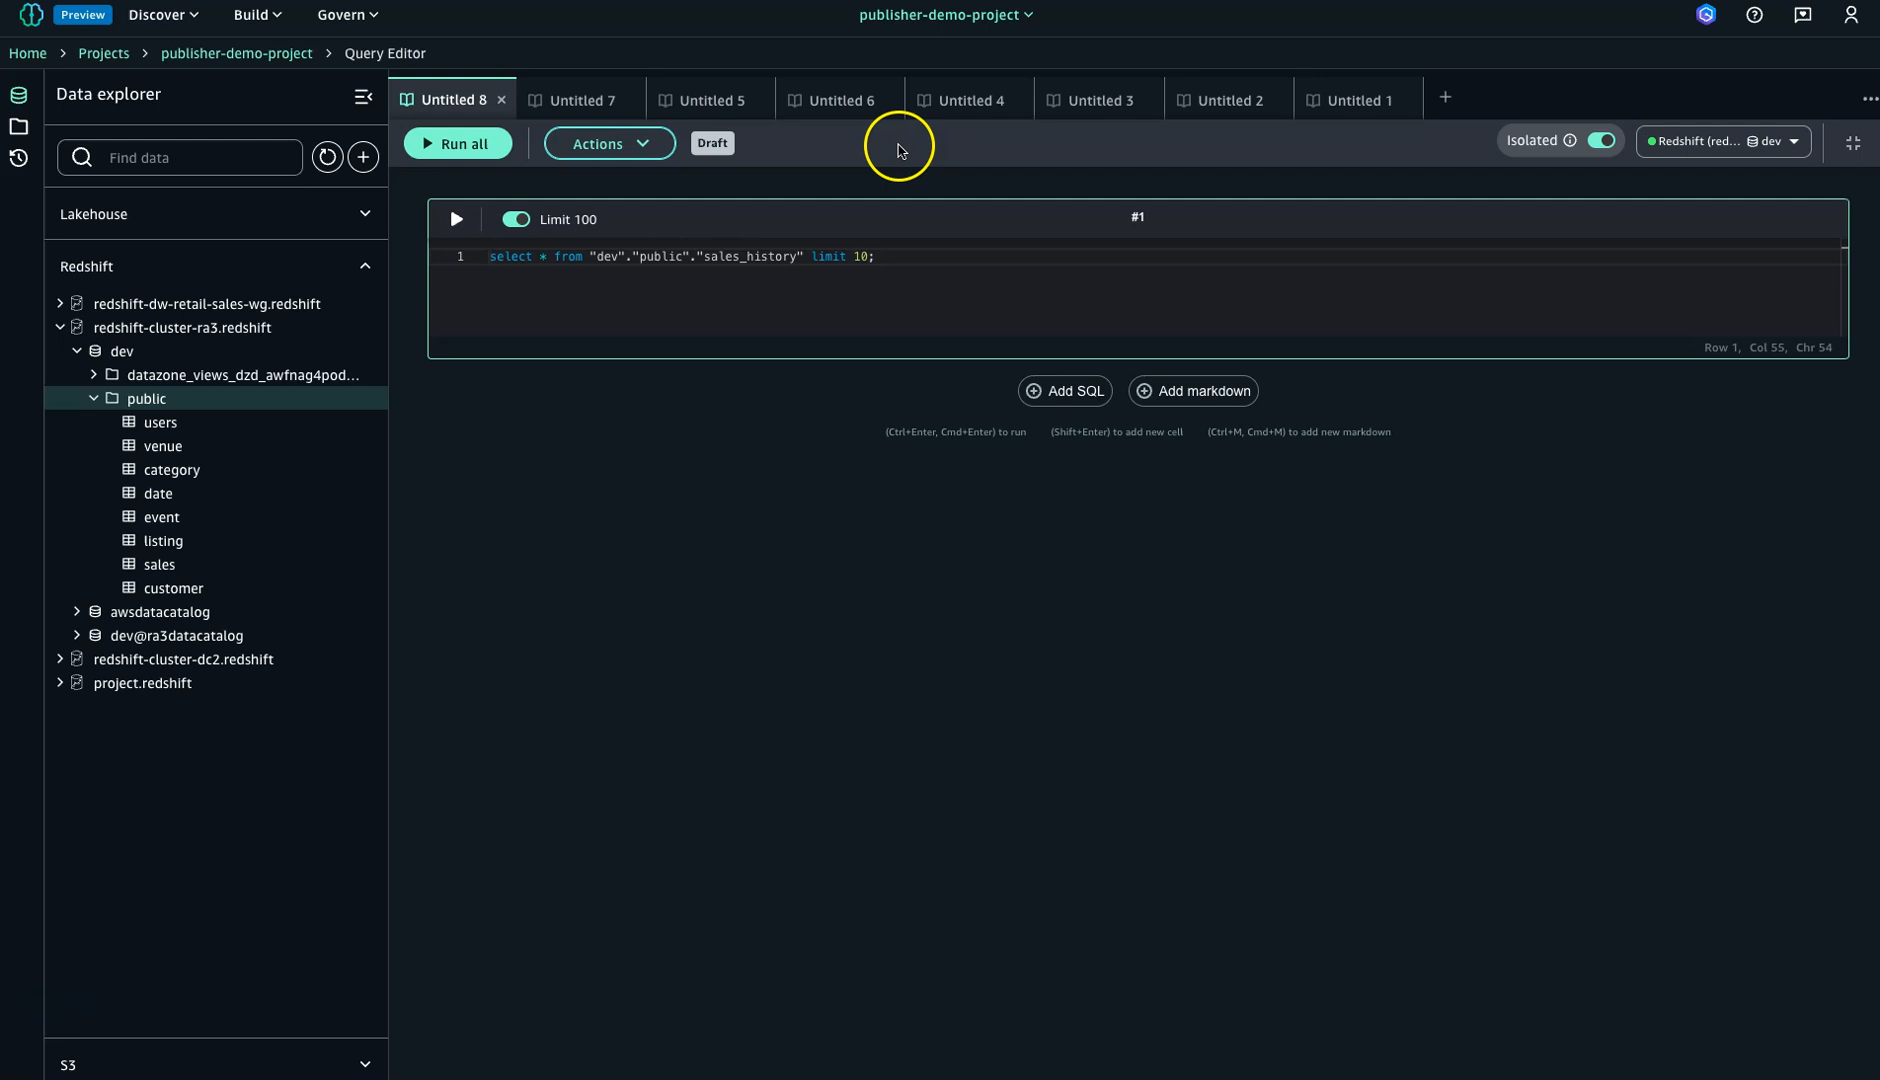 Preview Discover Build Govern publisher-demo-project
Home > Projects > publisher-demo-project > Query Editor
Data explorer
Untitled 8 Untitled 7 Untitled 5 Untitled 6 Untitled 4 Untitled 3 Untitled 2 Untitled 1
Run all Actions Draft Isolated Redshift (red... dev
Find data
Lakehouse
Limit 100 #1
1 select * from "dev"."public"."sales_history" limit 10;
Redshift
redshift-dw-retail-sales-wg.redshift
redshift-cluster-ra3.redshift
dev
datazone_views_dzd_awfnag4pod...
public
users
venue
category
date
event
listing
sales
customer
awsdatacatalog
dev@ra3datacatalog
redshift-cluster-dc2.redshift
project.redshift
S3
Row 1, Col 55, Chr 54
Add SQL Add markdown
(Ctrl+Enter, Cmd+Enter) to run (Shift+Enter) to add new cell (Ctrl+M, Cmd+M) to add new markdown